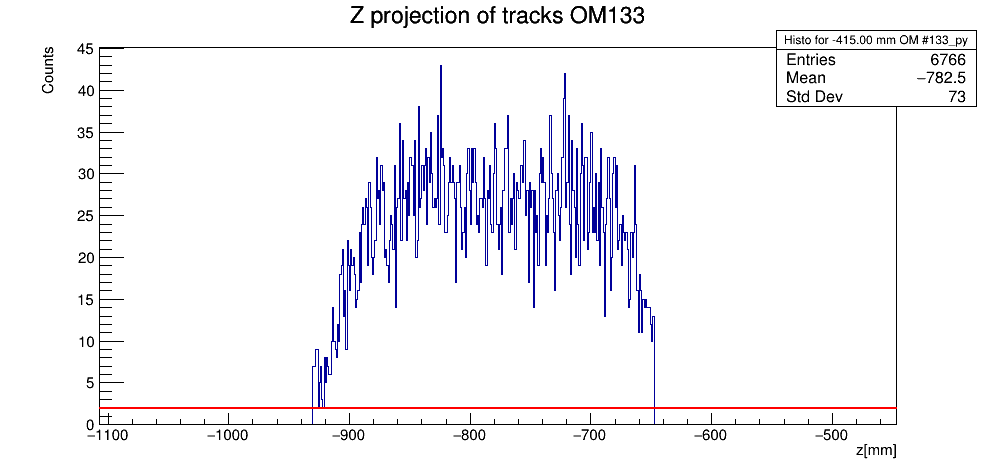 Z projection of tracks OM133
Histo for -415.00 mm OM #133_py
Entries 6766
Mean −782.5
Std Dev 73
Counts
45
40
35
30
25
20
15
10
5
0
−1100 −1000 −900 −800 −700 −600 −500
z[mm]